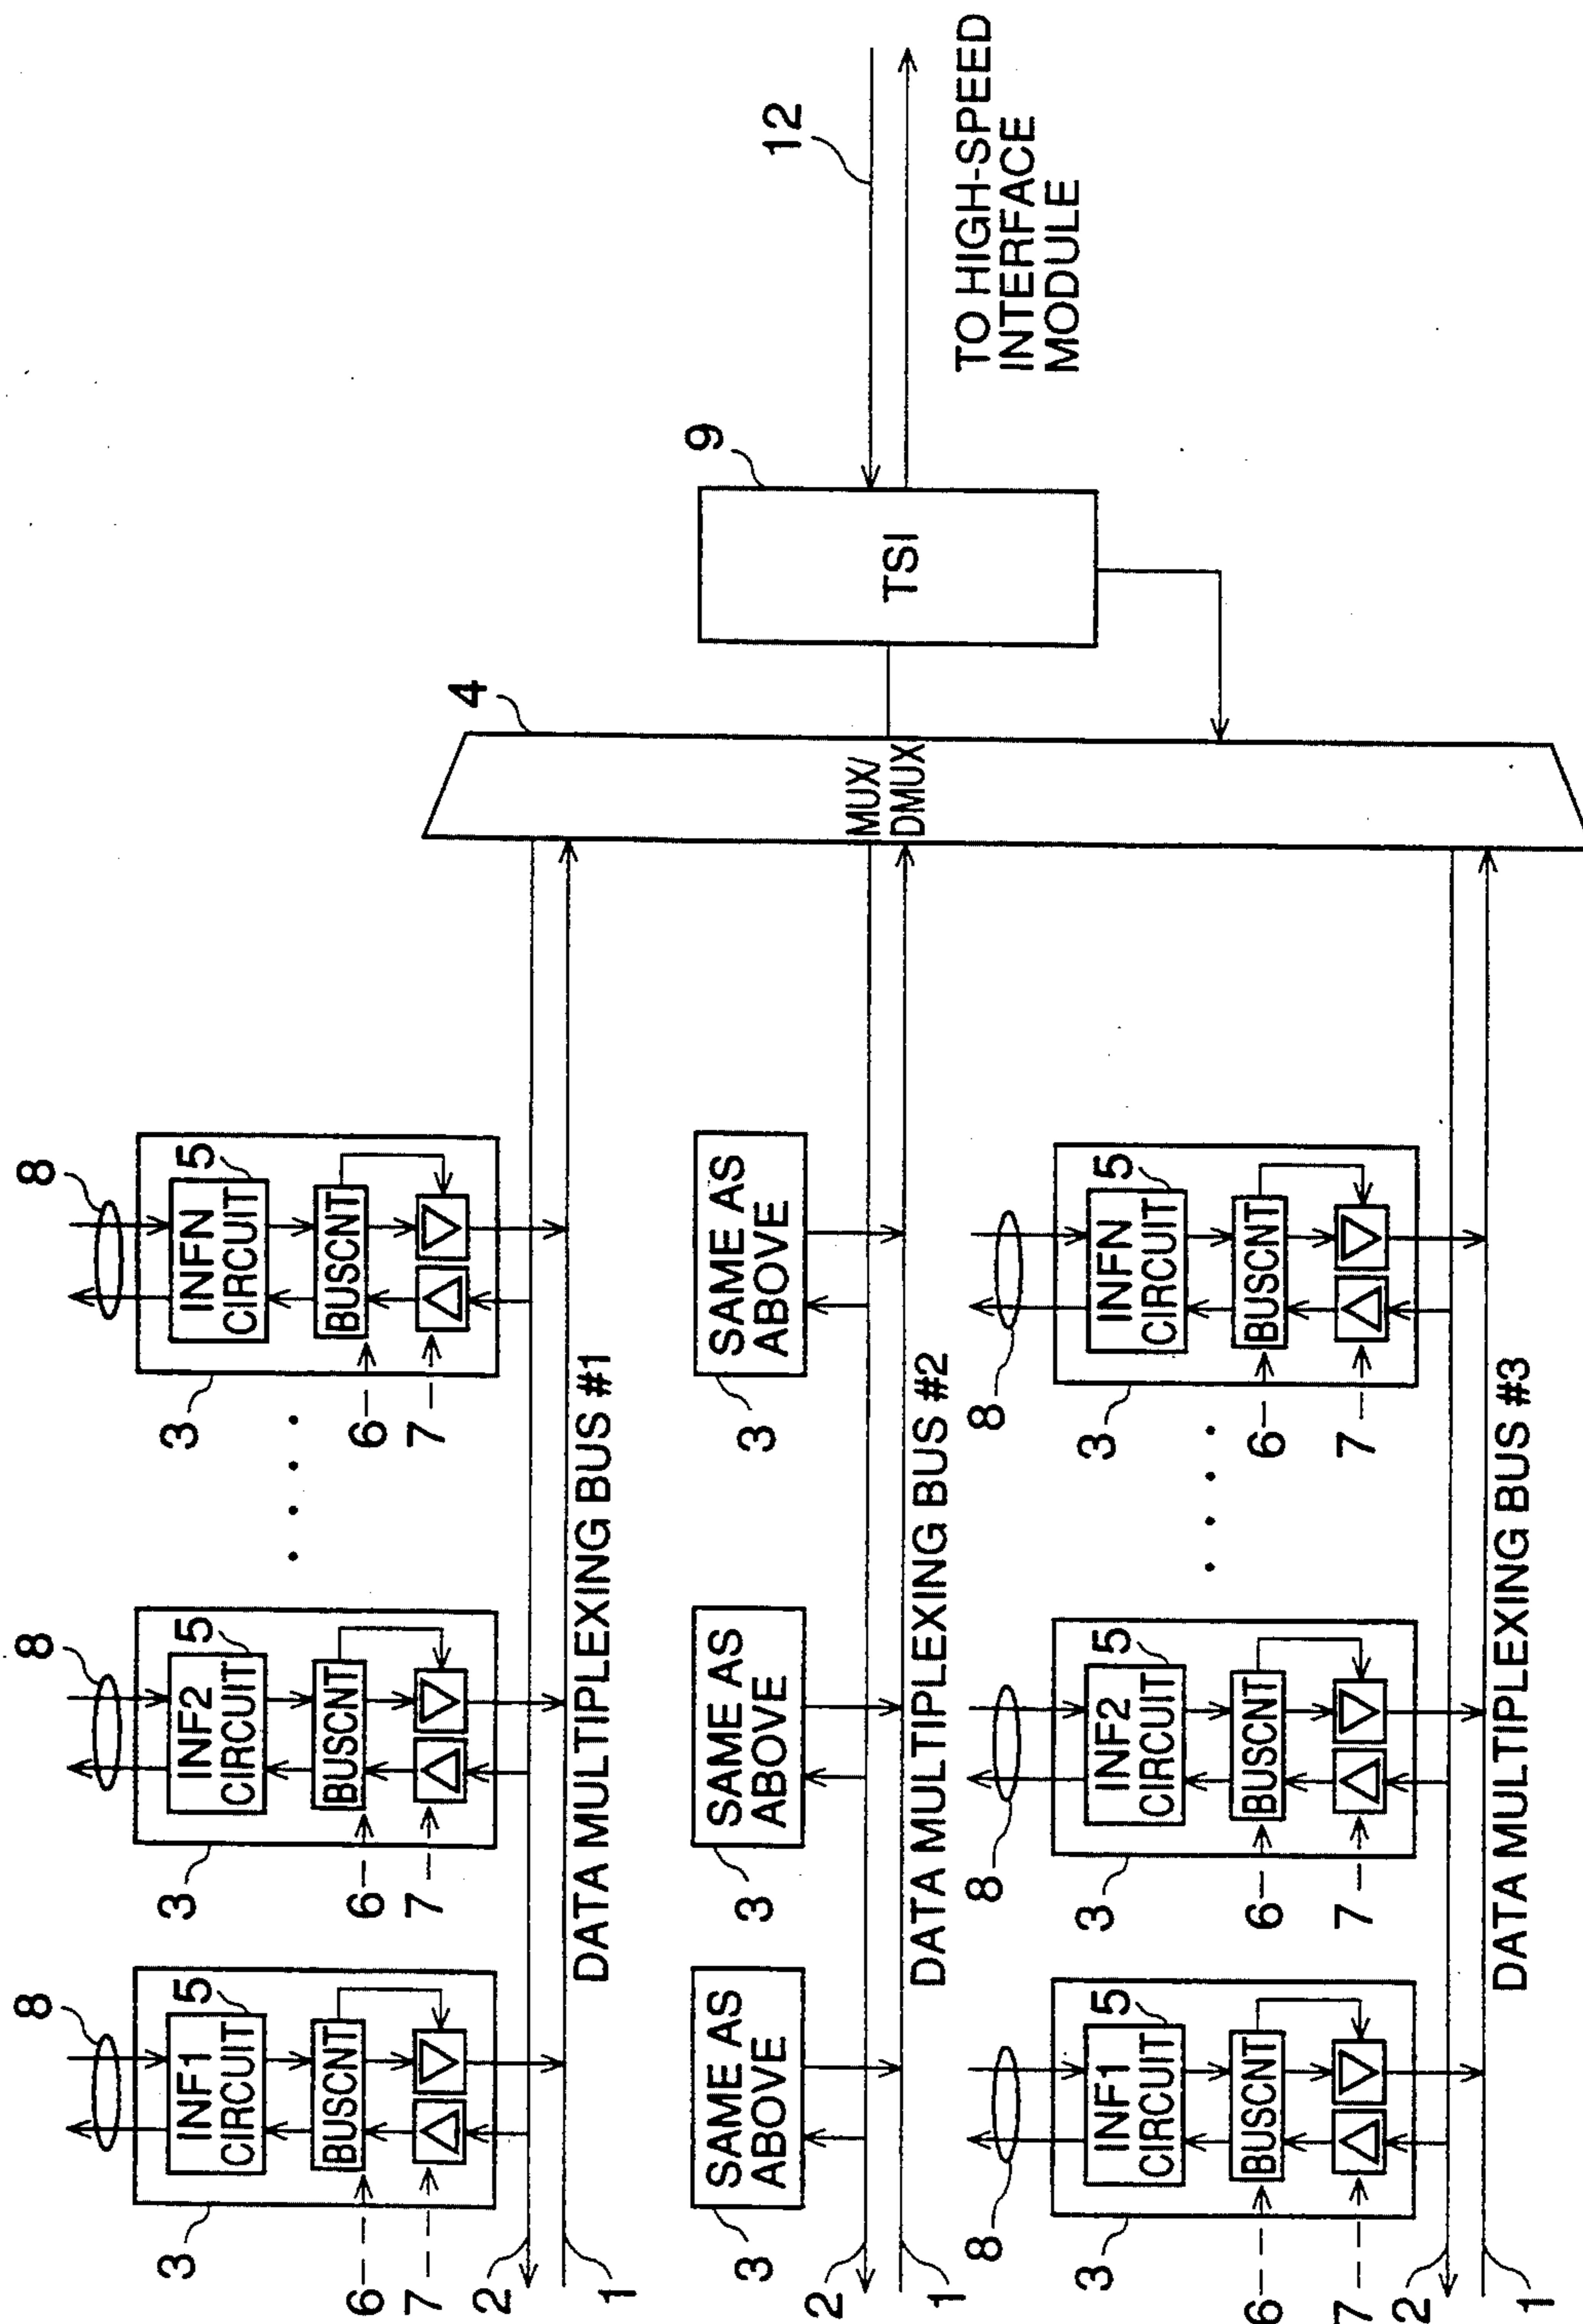 8
8
8
INF1
CIRCUIT
5
INF2
CIRCUIT
5
INFN
CIRCUIT
5
3
3
3
BUSCNT
BUSCNT
BUSCNT
6
6
6
7
7
7
2
1
DATA MULTIPLEXING BUS #1
4
9
12
SAME AS
ABOVE
SAME AS
ABOVE
SAME AS
ABOVE
3
3
3
2
1
DATA MULTIPLEXING BUS #2
MUX/
DMUX
TSI
TO HIGH-SPEED
INTERFACE
MODULE
8
8
8
INF1
CIRCUIT
5
INF2
CIRCUIT
5
INFN
CIRCUIT
5
3
3
3
BUSCNT
BUSCNT
BUSCNT
6
6
6
7
7
7
2
1
DATA MULTIPLEXING BUS #3